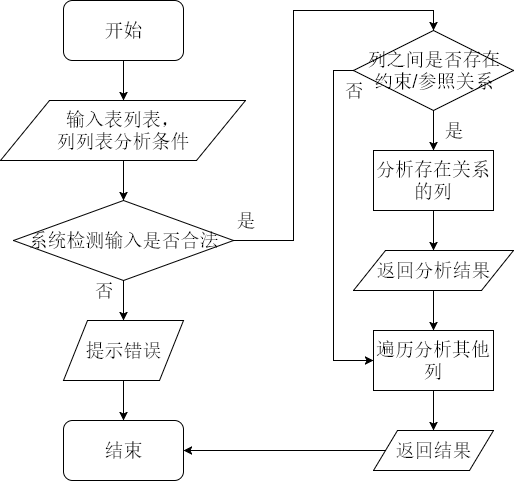 开始
输入表列表，
列列表分析条件
系统检测输入是否合法
是
否
提示错误
结束
列之间是否存在
约束/参照关系
否
是
分析存在关系
的列
返回分析结果
遍历分析其他
列
返回结果